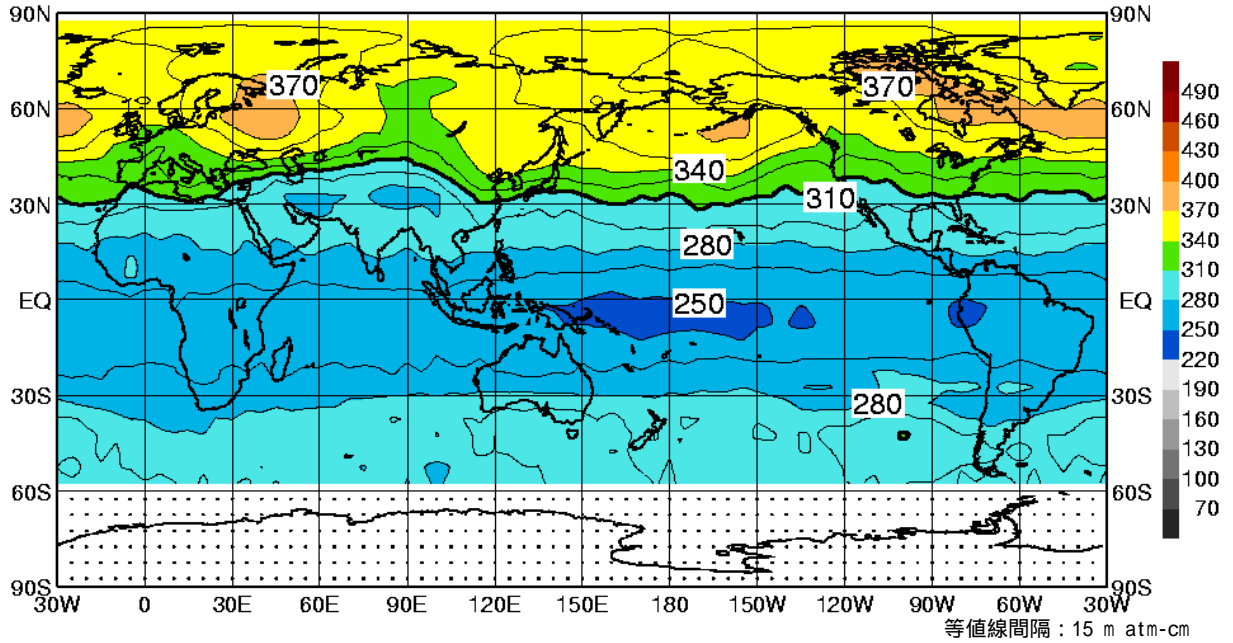 90N 90N
370 370
490
60N 60N
460
430
340
400
310
30N 30N
370
280
340
310
EQ 250 EQ
280
250
220
30S 280 30S
190
160
130
60S 60S
100
70
90S 90S
30W 0 30E 60E 90E 120E 150E 180 150W 120W 90W 60W 30W
等値線間隔：15 m atm-cm